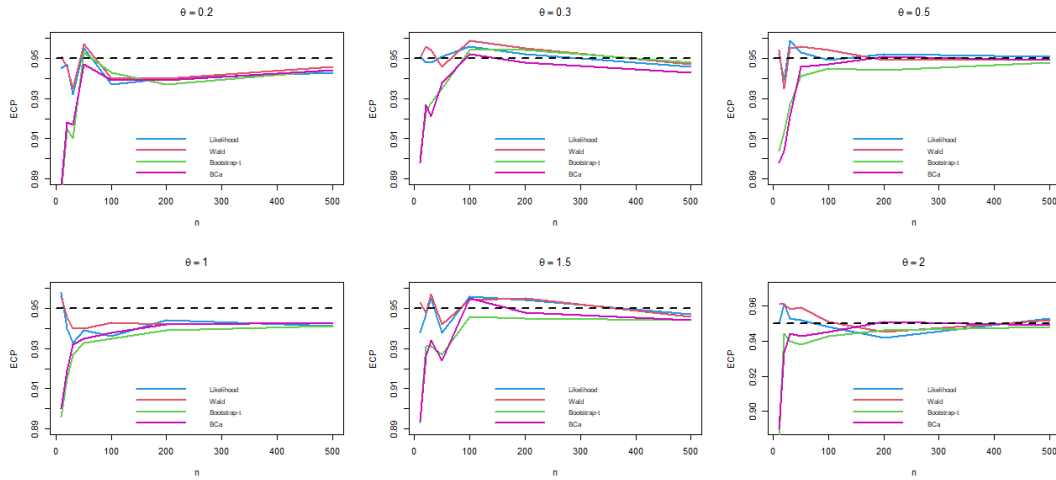 θ = 0.2
ECP
0.95
0.93
0.91
0.89
Likelihood
Wald
Bootstrap-t
BCa
0 100 200 300 400 500
n
θ = 0.3
ECP
0.95
0.93
0.91
0.89
Likelihood
Wald
Bootstrap-t
BCa
0 100 200 300 400 500
n
θ = 0.5
ECP
0.95
0.93
0.91
0.89
Likelihood
Wald
Bootstrap-t
BCa
0 100 200 300 400 500
n
θ = 1
ECP
0.95
0.93
0.91
0.89
Likelihood
Wald
Bootstrap-t
BCa
0 100 200 300 400 500
n
θ = 1.5
ECP
0.95
0.93
0.91
0.89
Likelihood
Wald
Bootstrap-t
BCa
0 100 200 300 400 500
n
θ = 2
ECP
0.96
0.94
0.92
0.90
Likelihood
Wald
Bootstrap-t
BCa
0 100 200 300 400 500
n